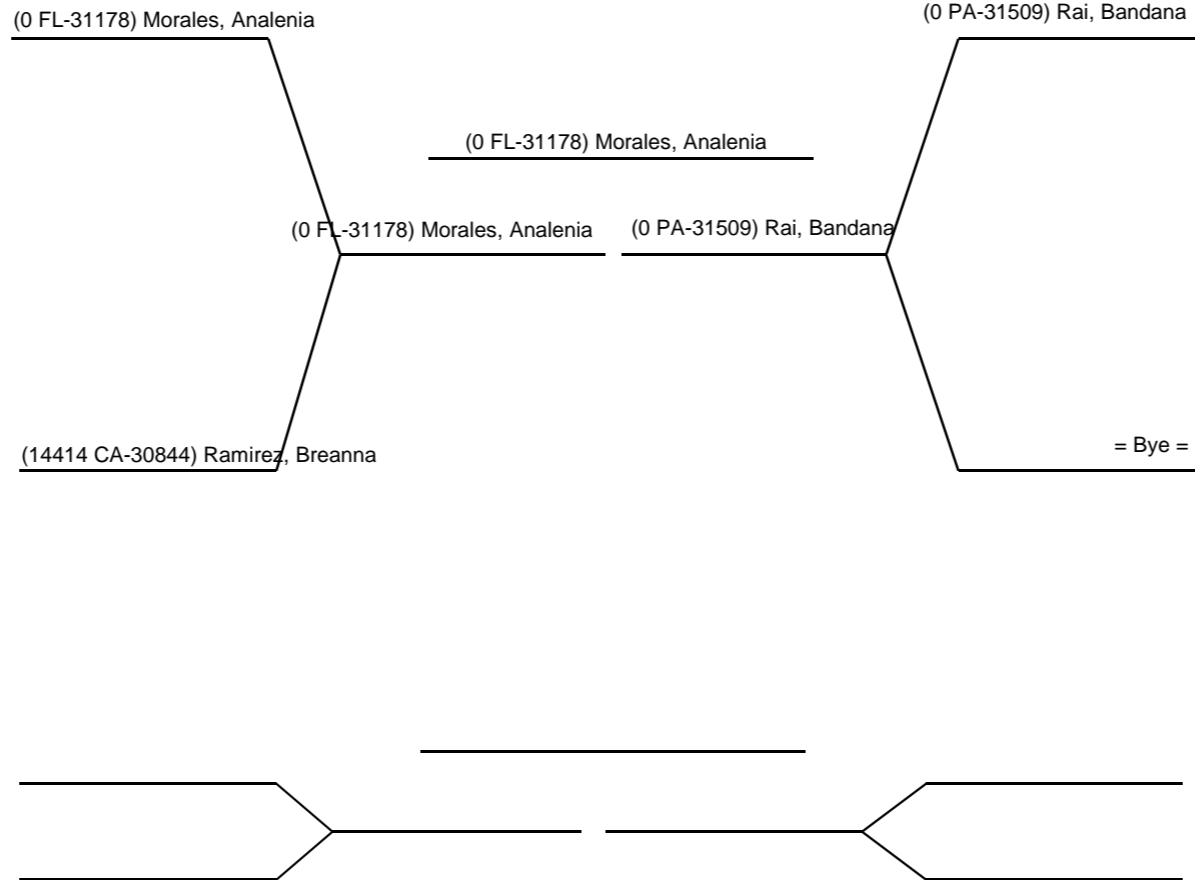 (0 FL-31178) Morales, Analenia
(0 PA-31509) Rai, Bandana
(0 FL-31178) Morales, Analenia
(0 FL-31178) Morales, Analenia
(0 PA-31509) Rai, Bandana
(14414 CA-30844) Ramirez, Breanna
= Bye =